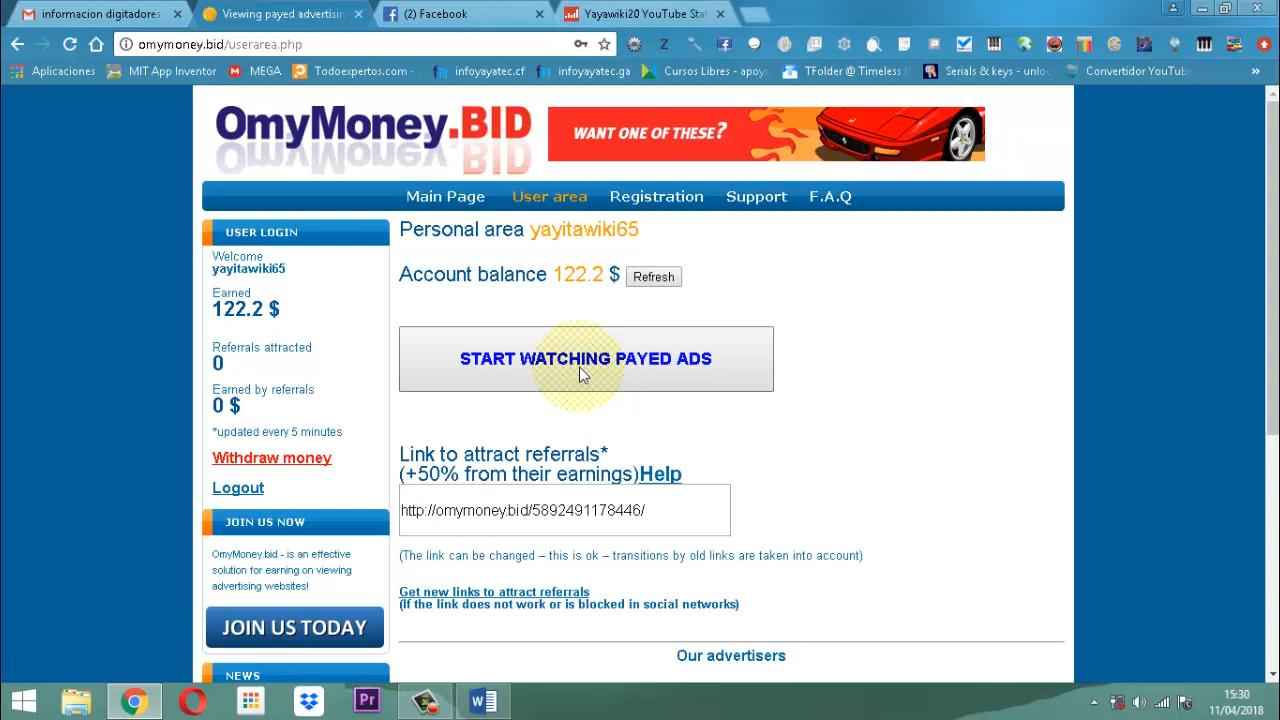 informacion digitadores
Viewing payed advertising
(2) Facebook
Yayawiki20 YouTube Stat
omymoney.bid/userarea.php
Aplicaciones
MIT App Inventor
MEGA
Todoexpertos.com -
infoyayatec.cf
infoyayatec.ga
Cursos Libres - apoy
TFolder @ Timeless
Serials & keys - unloc
Convertidor YouTub
OmyMoney.BID
WANT ONE OF THESE?
Main Page
User area
Registration
Support
F.A.Q
USER LOGIN
Welcome
yayitawiki65
Earned
122.2 $
Referrals attracted
0
Earned by referrals
0 $
*updated every 5 minutes
Withdraw money
Logout
JOIN US NOW
OmyMoney.bid - is an effective
solution for earning on viewing
advertising websites!
JOIN US TODAY
NEWS
Personal area yayitawiki65
Account balance 122.2 $ Refresh
START WATCHING PAYED ADS
Link to attract referrals*
(+50% from their earnings)Help
http://omymoney.bid/5892491178446/
(The link can be changed – this is ok – transitions by old links are taken into account)
Get new links to attract referrals
(If the link does not work or is blocked in social networks)
Our advertisers
15:30
11/04/2018